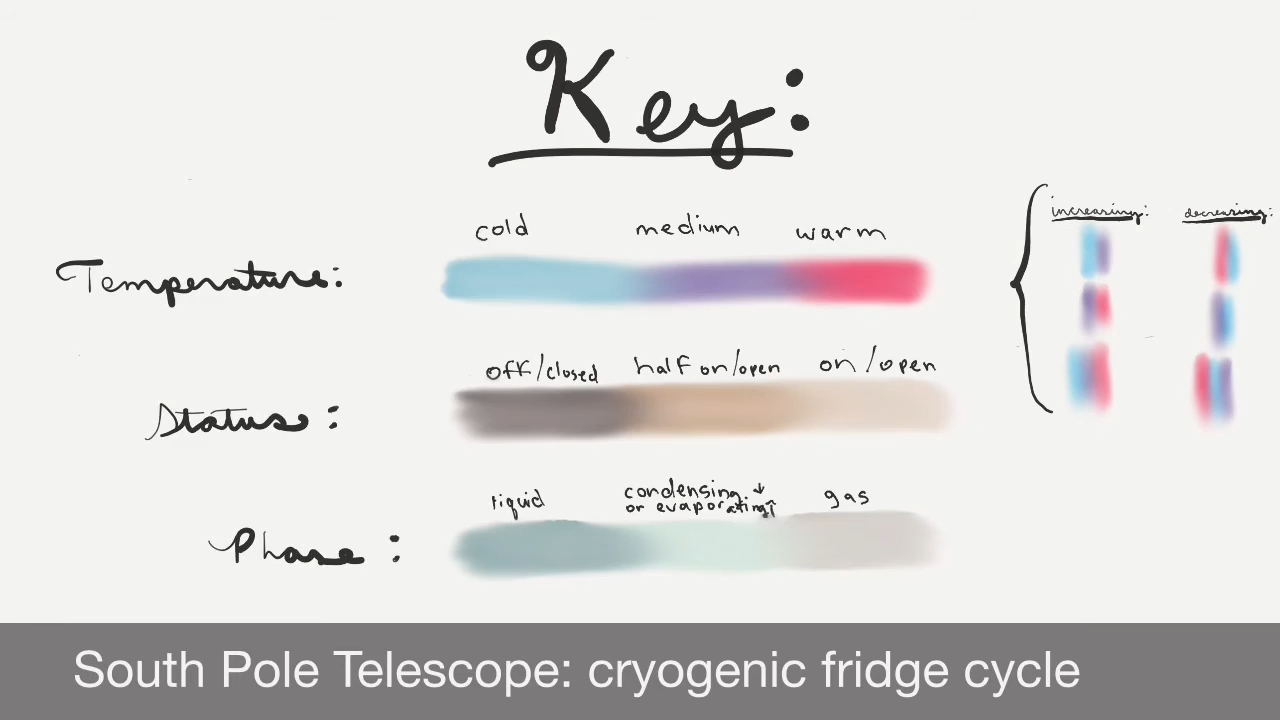 Key:
increasing:
decreasing:
cold medium warm
Temperature:
off/closed half on/open on/open
Status:
liquid condensing ↓ gas
or evaporating↑
Phase:
South Pole Telescope: cryogenic fridge cycle